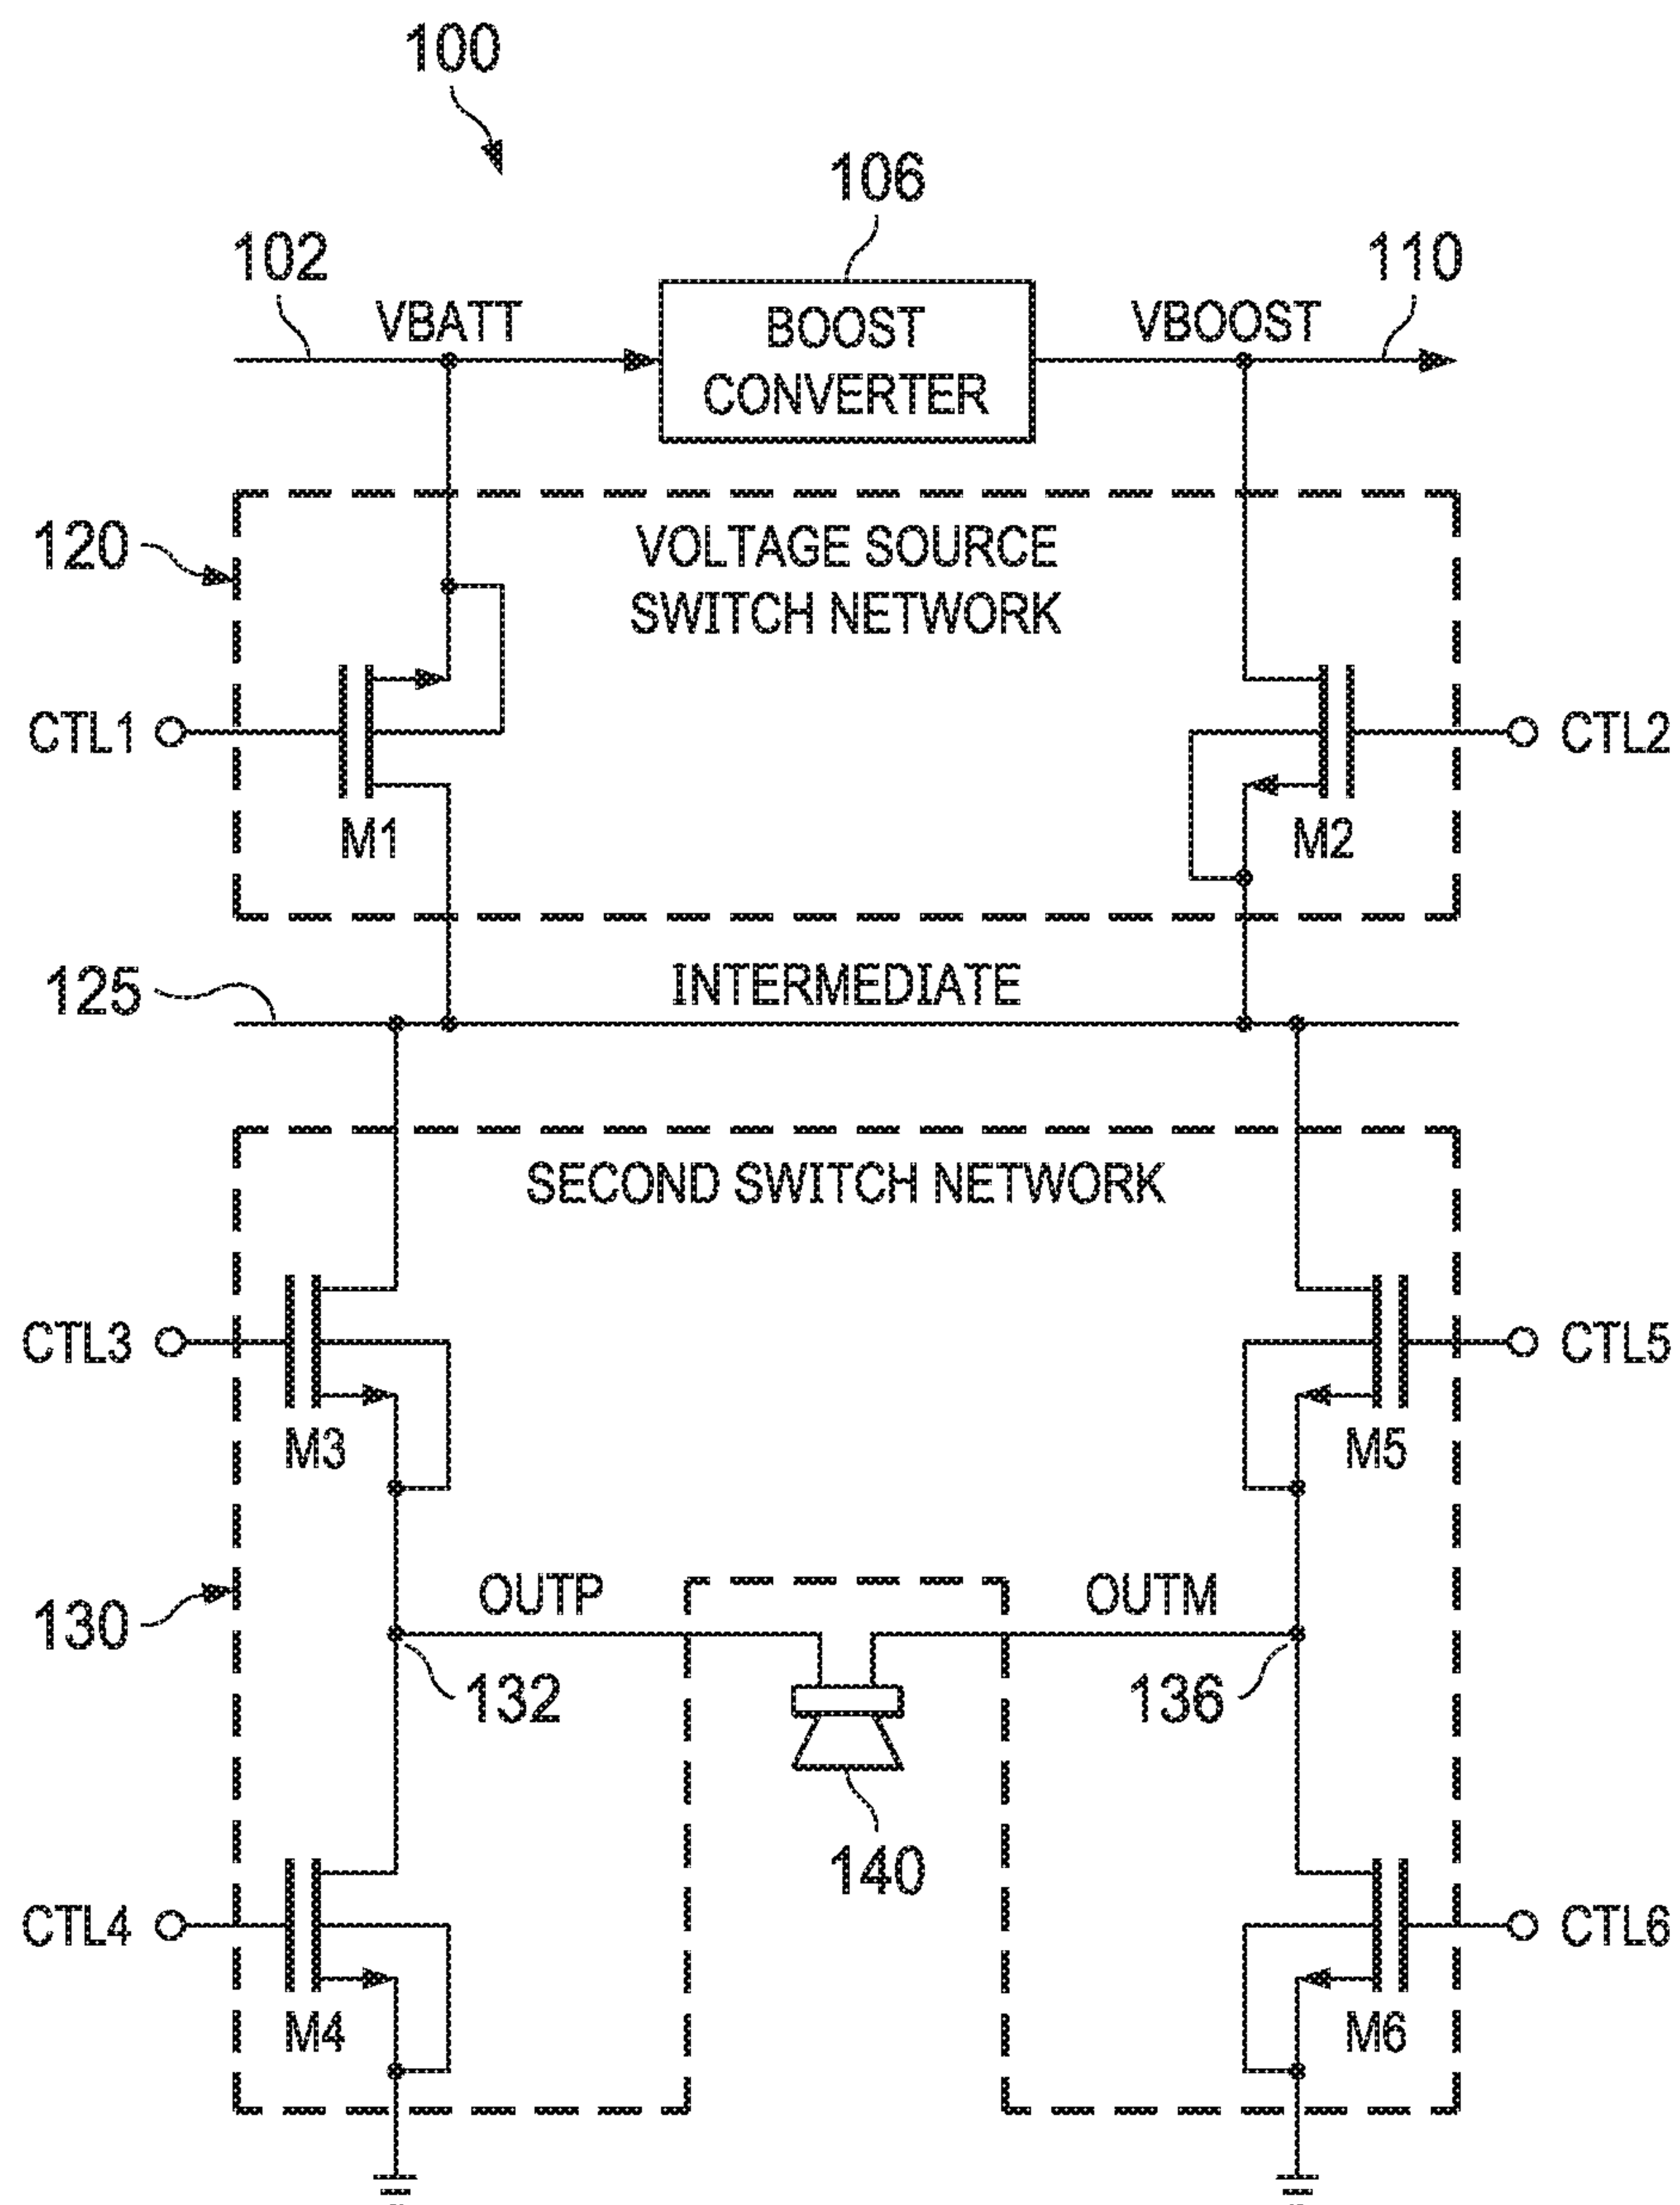 100
106
102
110
VBATT
VBOOST
BOOST
CONVERTER
120
VOLTAGE SOURCE
SWITCH NETWORK
CTL1
CTL2
M1
M2
125
INTERMEDIATE
SECOND SWITCH NETWORK
CTL3
CTL5
M3
M5
130
OUTP
OUTM
132
136
140
CTL4
CTL6
M4
M6